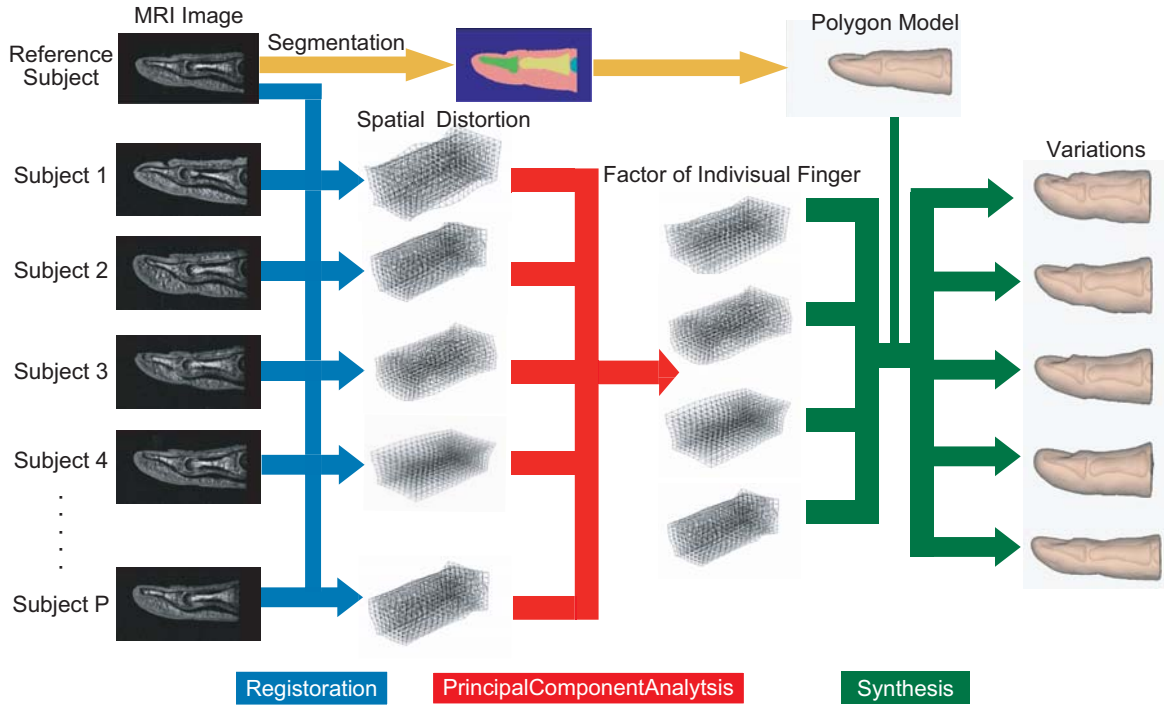 MRI Image
Reference
Subject
Segmentation
Polygon Model
Spatial Distortion
Subject 1
Factor of Indivisual Finger
Variations
Subject 2
Subject 3
Subject 4
Subject P
Registoration
PrincipalComponentAnalytsis
Synthesis